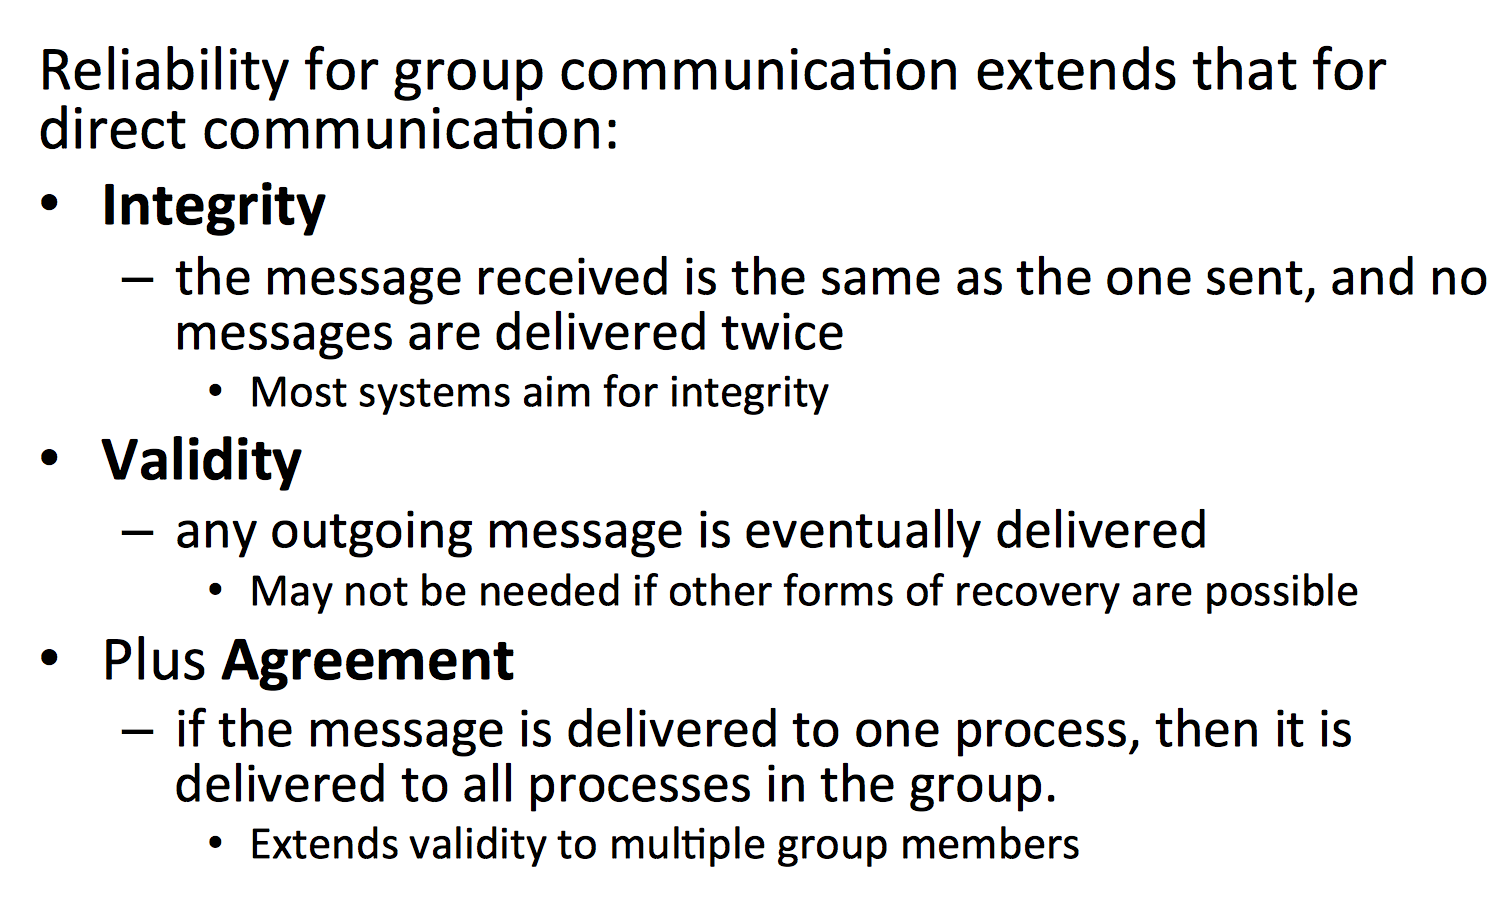 Reliability for group communication extends that for
direct communication:
• Integrity
– the message received is the same as the one sent, and no
messages are delivered twice
• Most systems aim for integrity
• Validity
– any outgoing message is eventually delivered
• May not be needed if other forms of recovery are possible
• Plus Agreement
– if the message is delivered to one process, then it is
delivered to all processes in the group.
• Extends validity to multiple group members